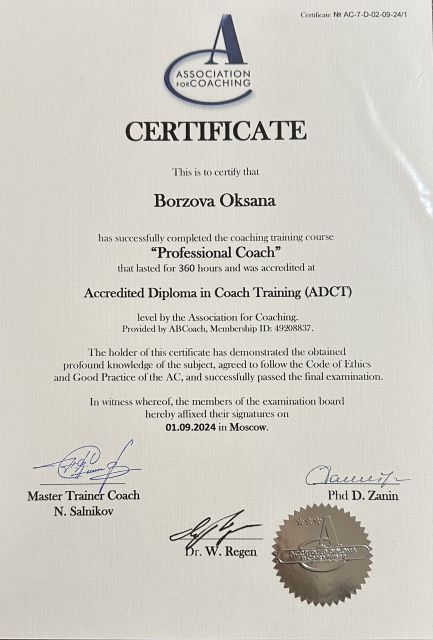 Certificate № AC-7-D-02-09-24/1
A
ASSOCIATION
FOR COACHING
CERTIFICATE
This is to certify that
Borzova Oksana
has successfully completed the coaching training course
“Professional Coach”
that lasted for 360 hours and was accredited at
Accredited Diploma in Coach Training (ADCT)
level by the Association for Coaching.
Provided by ABCoach, Membership ID: 49208837.
The holder of this certificate has demonstrated the obtained
profound knowledge of the subject, agreed to follow the Code of Ethics
and Good Practice of the AC, and successfully passed the final examination.
In witness whereof, the members of the examination board
hereby affixed their signatures on
01.09.2024 in Moscow.
Master Trainer Coach
N. Salnikov
Dr. W. Regen
Phd D. Zanin